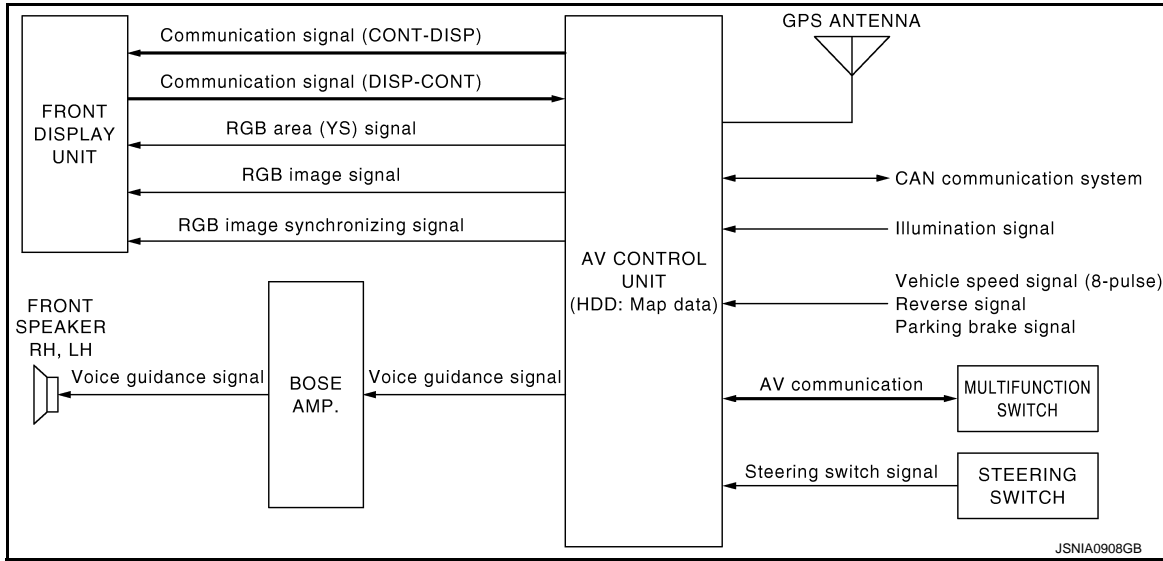 GPS ANTENNA
Communication signal (CONT-DISP)
Communication signal (DISP-CONT)
FRONT
DISPLAY
UNIT
RGB area (YS) signal
RGB image signal
RGB image synchronizing signal
CAN communication system
Illumination signal
AV CONTROL
UNIT
(HDD: Map data)
Vehicle speed signal (8-pulse)
Reverse signal
Parking brake signal
FRONT
SPEAKER
RH, LH
Voice guidance signal
BOSE
AMP.
Voice guidance signal
AV communication
MULTIFUNCTION
SWITCH
Steering switch signal
STEERING
SWITCH
JSNIA0908GB